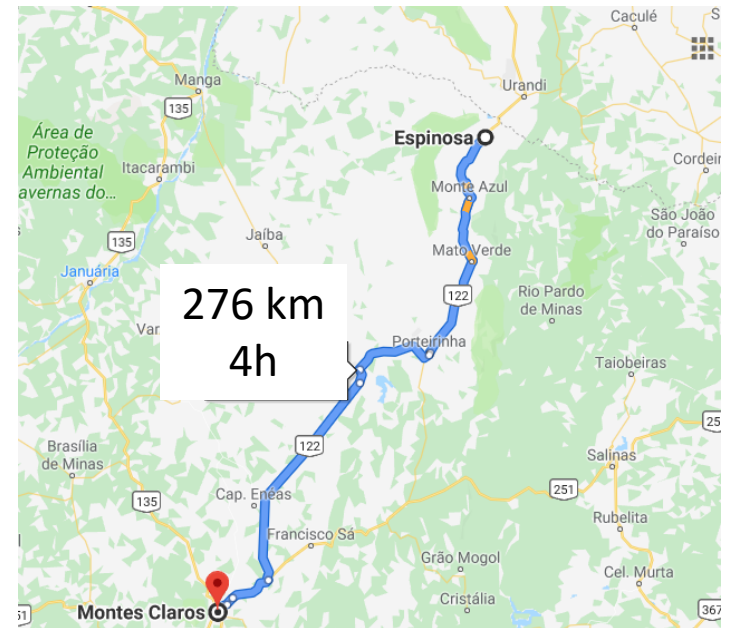 Caculé
S
Manga
Urandi
135
Espinosa
Área de
Proteção
Ambiental
avernas do...
Itacarambi
Cordeir
Monte Azul
São João
do Paraíso
135
Jaíba
Mato Verde
Januária
276 km
4h
122
Rio Pardo
de Minas
Var
Porteirinha
Taiobeiras
25
122
Brasília
de Minas
Salinas
135
Cap. Enéas
251
Rubelita
Francisco Sá
Grão Mogol
Cel. Murta
Cristália
Montes Claros
51
367